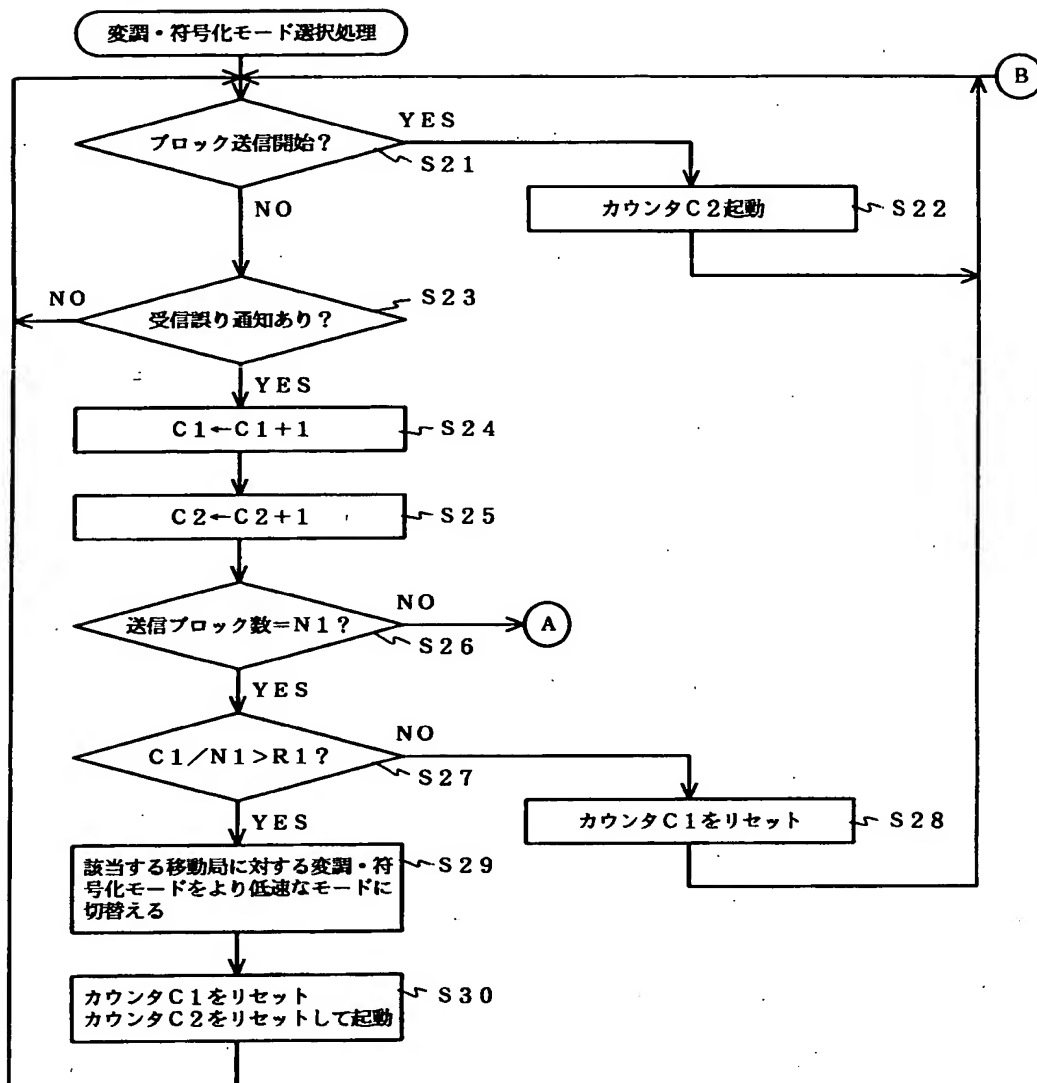 変調・符号化モード選択処理
B
ブロック送信開始?
YES
S21
カウンタC2起動
S22
NO
受信誤り通知あり?
S23
NO
YES
C1←C1+1
S24
C2←C2+1
S25
送信ブロック数=N1?
NO
A
S26
YES
C1/N1>R1?
NO
S27
カウンタC1をリセット
S28
YES
該当する移動局に対する変調・符
号化モードをより低速なモードに
切替える
S29
カウンタC1をリセット
カウンタC2をリセットして起動
S30